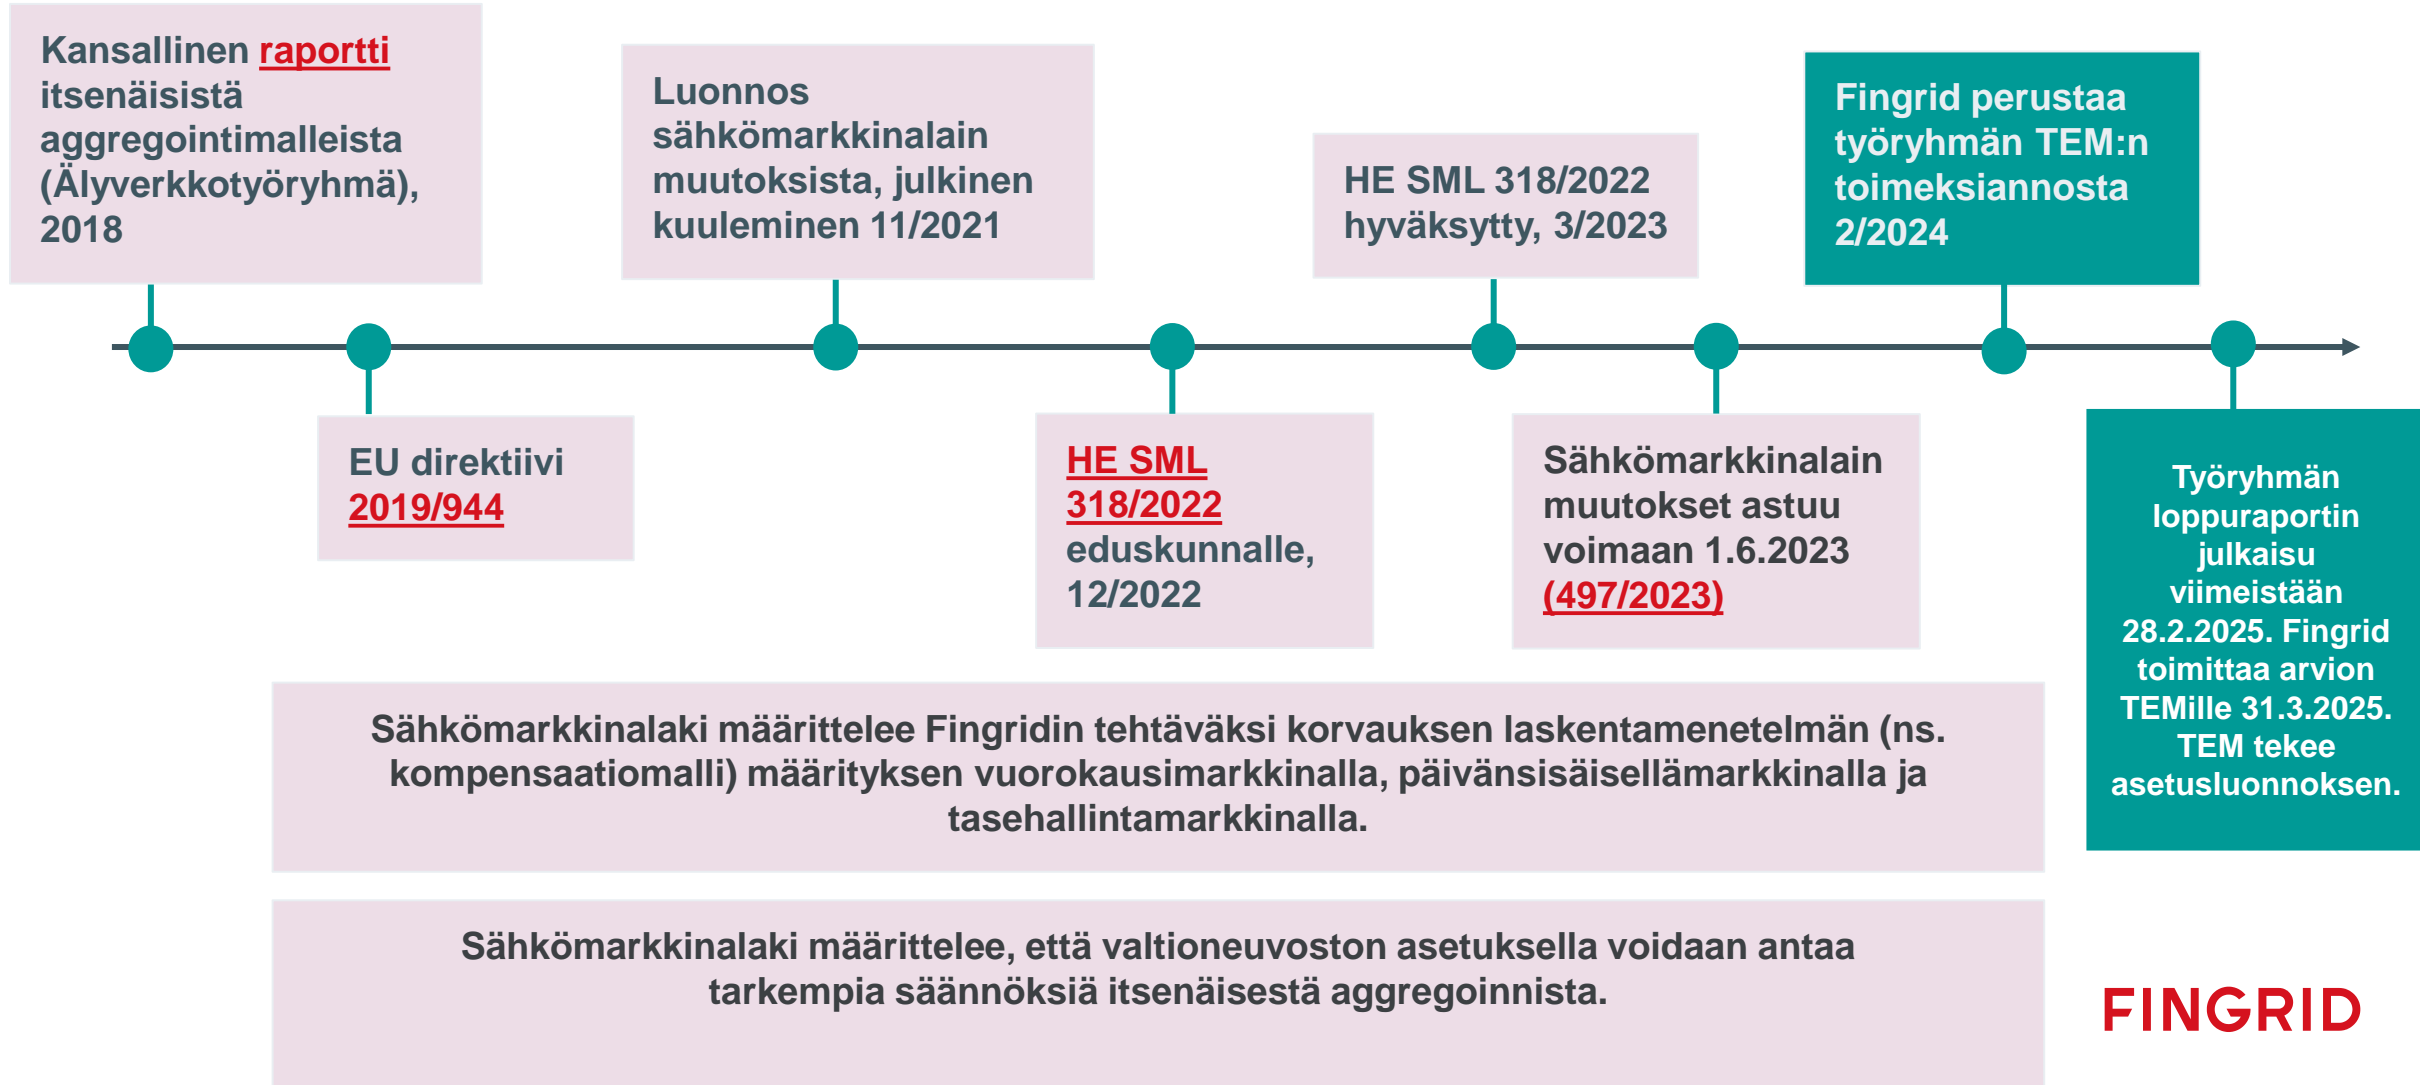 Kansallinen raportti
itsenäisistä
aggregointimalleista
(Älyverkkotyöryhmä),
2018
EU direktiivi
2019/944
Luonnos
sähkömarkkinalain
muutoksista, julkinen
kuuleminen 11/2021
HE SML
318/2022
eduskunnalle,
12/2022
HE SML 318/2022
hyväksytty, 3/2023
Sähkömarkkinalain
muutokset astuu
voimaan 1.6.2023
(497/2023)
Fingrid perustaa
työryhmän TEM:n
toimeksiannosta
2/2024
Työryhmän
loppuraportin
julkaisu
viimeistään
28.2.2025. Fingrid
toimittaa arvion
TEMille 31.3.2025.
TEM tekee
asetusluonnoksen.
Sähkömarkkinalaki määrittelee Fingridin tehtäväksi korvauksen laskentamenetelmän (ns.
kompensaatiomalli) määrityksen vuorokausimarkkinalla, päivänsisäisellämarkkinalla ja
tasehallintamarkkinalla.
Sähkömarkkinalaki määrittelee, että valtioneuvoston asetuksella voidaan antaa
tarkempia säännöksiä itsenäisestä aggregoinnista.
FINGRID